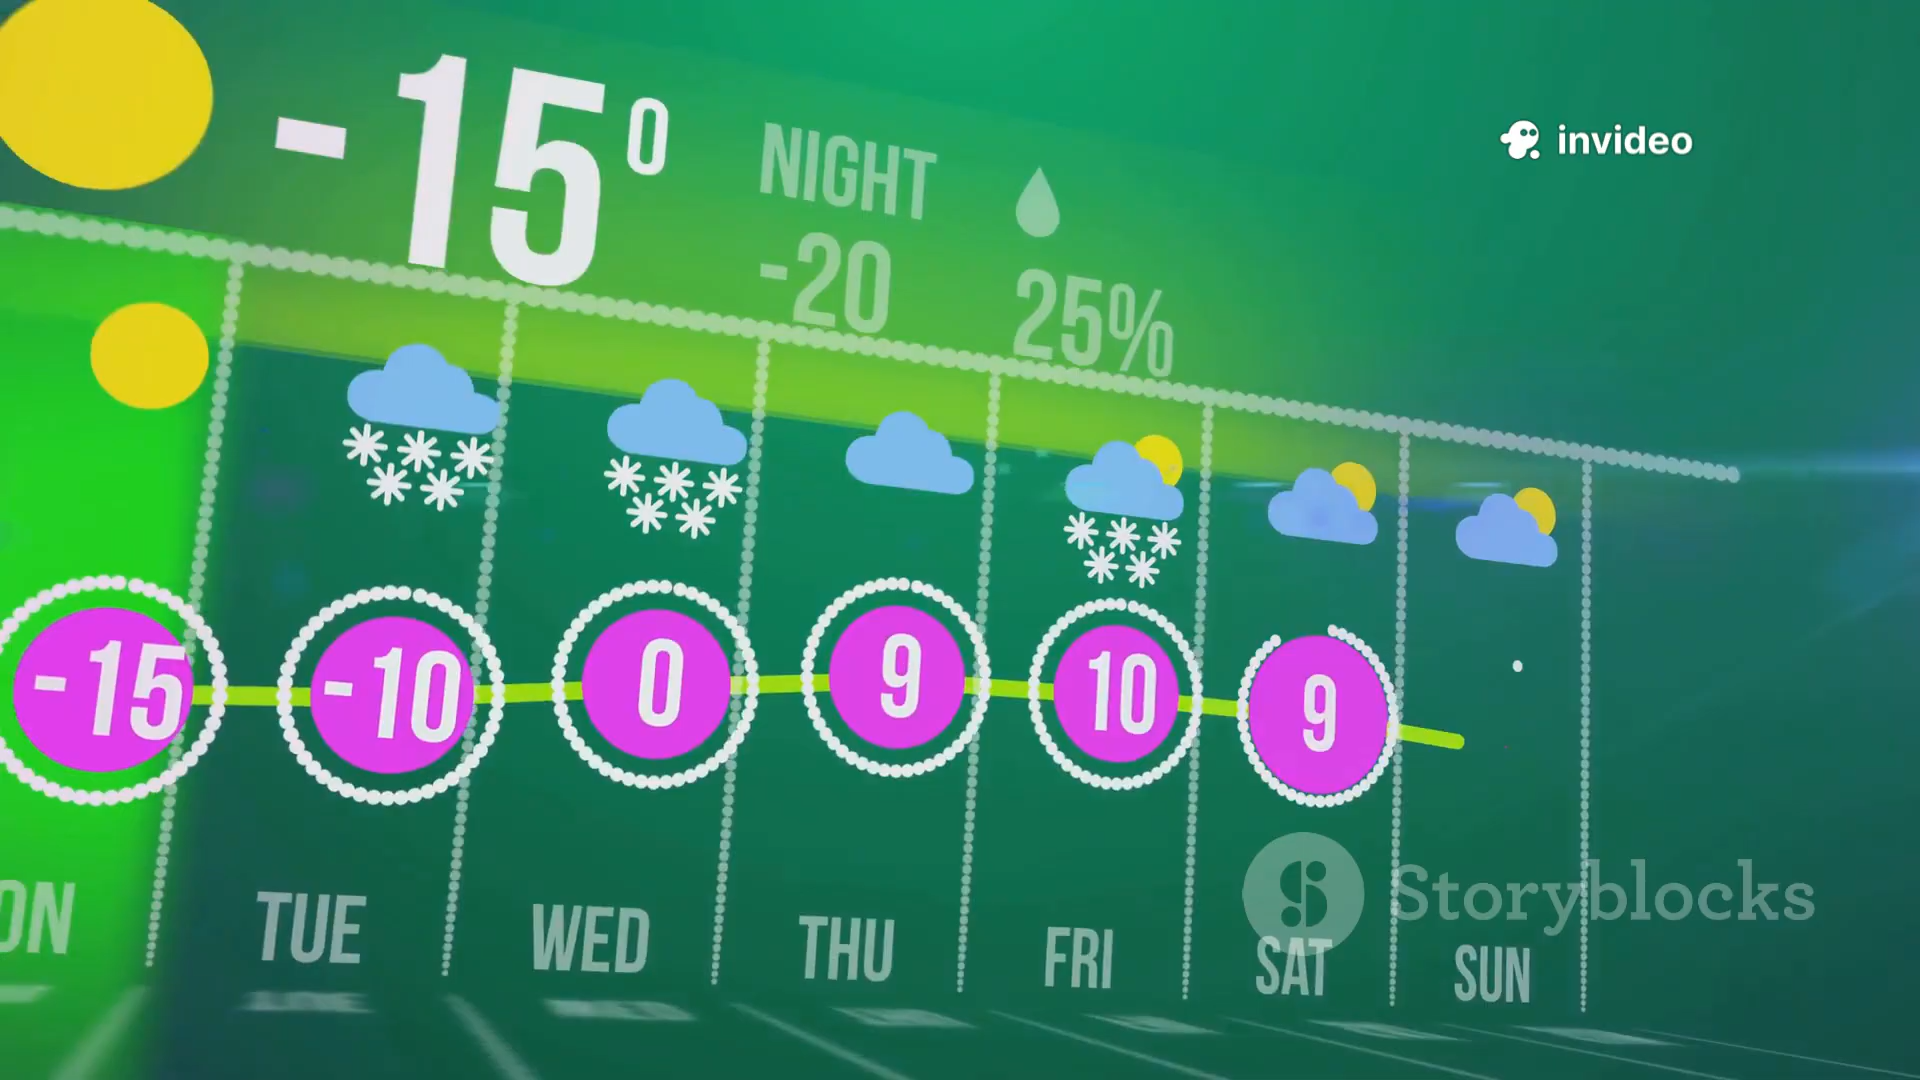 -15°
NIGHT
-20
25%
invideo
-15
-10
0
9
10
9
ON
TUE
WED
THU
FRI
SAT
SUN
Storyblocks